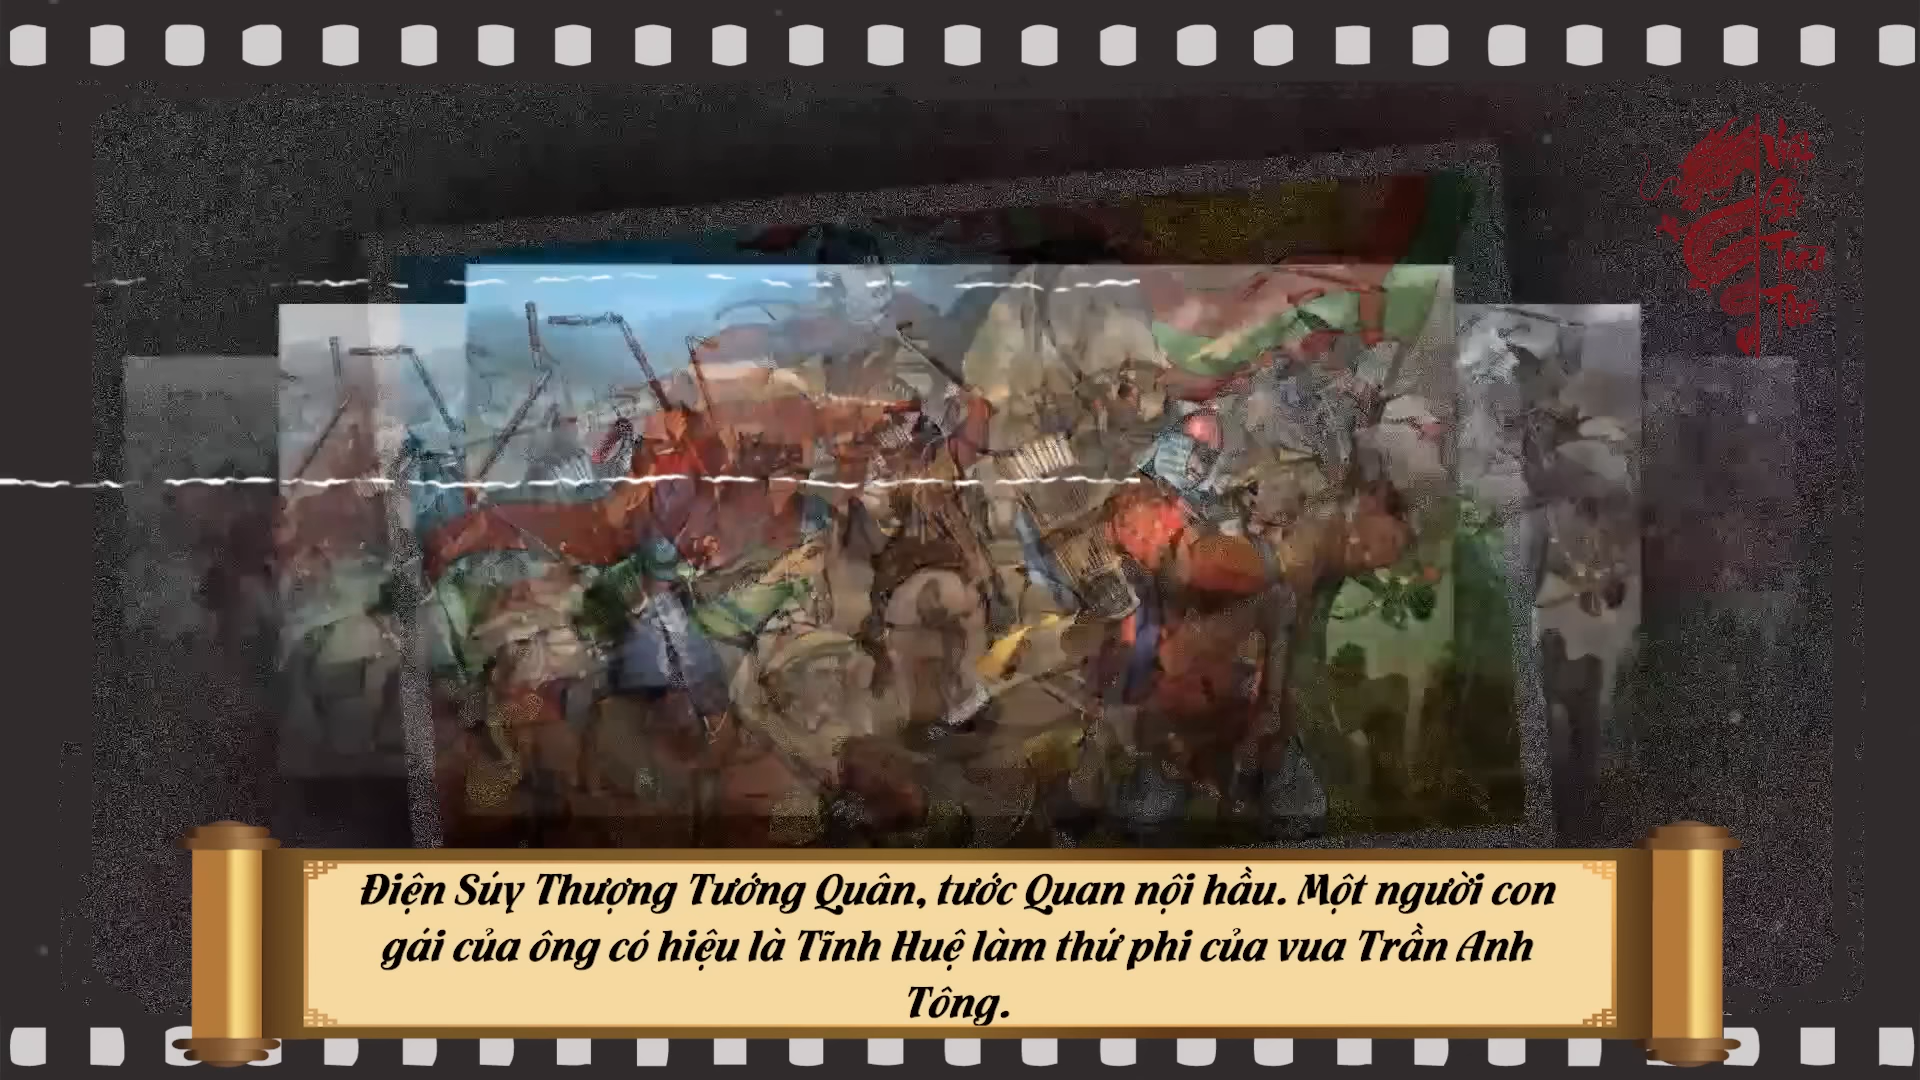 Điện Súy Thượng Tướng Quân, tước Quan nội hầu. Một người con
gái của ông có hiệu là Tĩnh Huệ làm thứ phi của vua Trần Anh
Tông.